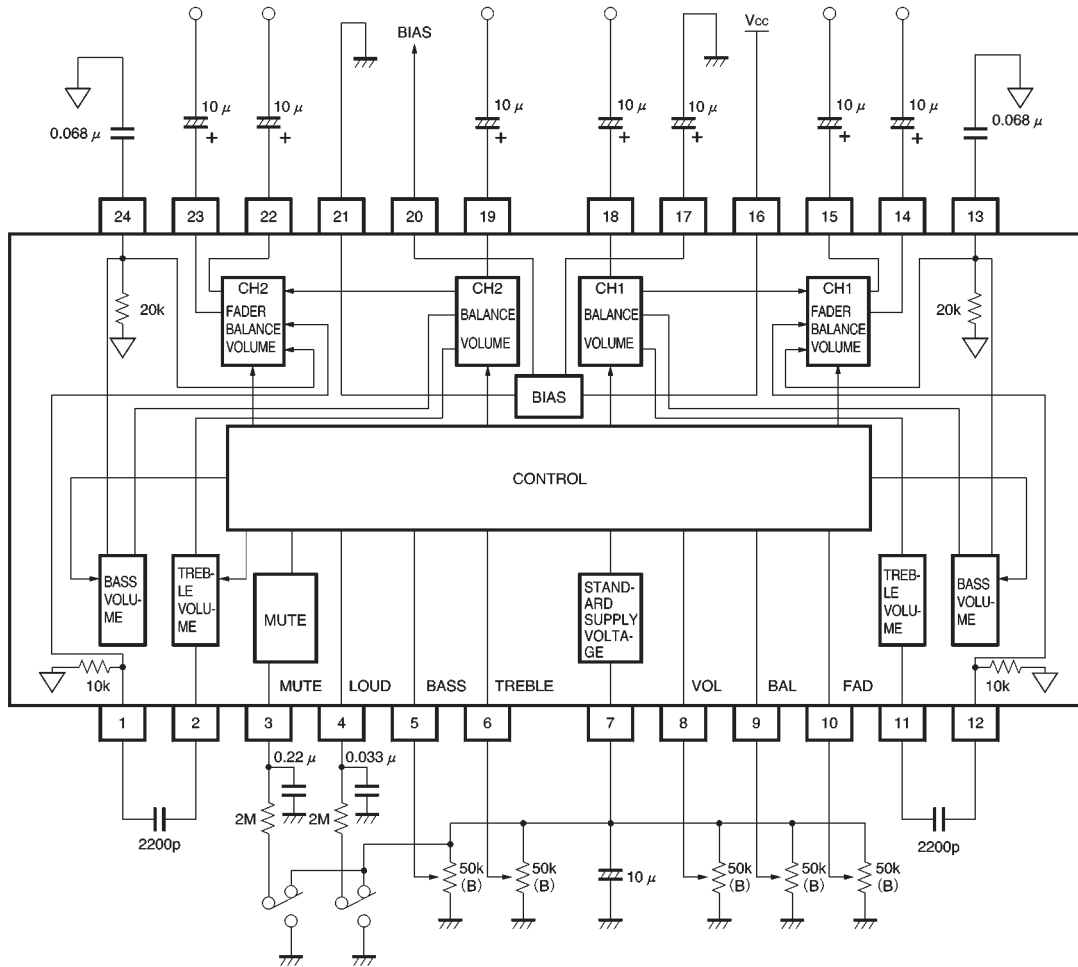 BIAS
Vcc
0.068 μ
10 μ
+
10 μ
+
10 μ
+
10 μ
+
10 μ
+
10 μ
+
10 μ
+
0.068 μ
24
23
22
21
20
19
18
17
16
15
14
13
20k
CH2
FADER
BALANCE
VOLUME
CH2
BALANCE
VOLUME
CH1
BALANCE
VOLUME
CH1
FADER
BALANCE
VOLUME
20k
BIAS
CONTROL
BASS
VOLU-
ME
TREB-
LE
VOLU-
ME
MUTE
STAND-
ARD
SUPPLY
VOLTA-
GE
TREB-
LE
VOLU-
ME
BASS
VOLU-
ME
10k
MUTE
LOUD
BASS
TREBLE
VOL
BAL
FAD
10k
1
2
3
4
5
6
7
8
9
10
11
12
0.22 μ
0.033 μ
2M
2M
2200p
2200p
50k
(B)
50k
(B)
10 μ
50k
(B)
50k
(B)
50k
(B)